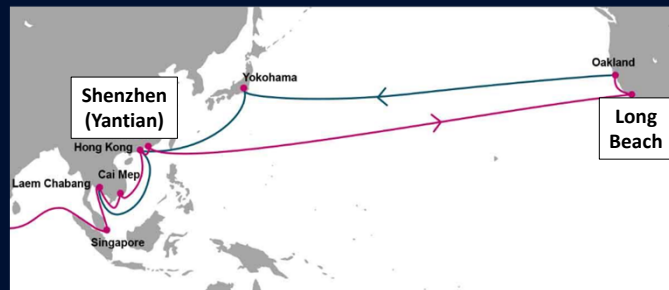 Oakland
Yokohama
Shenzhen
(Yantian)
Long
Beach
Hong Kong
Cai Mep
Laem Chabang
Singapore